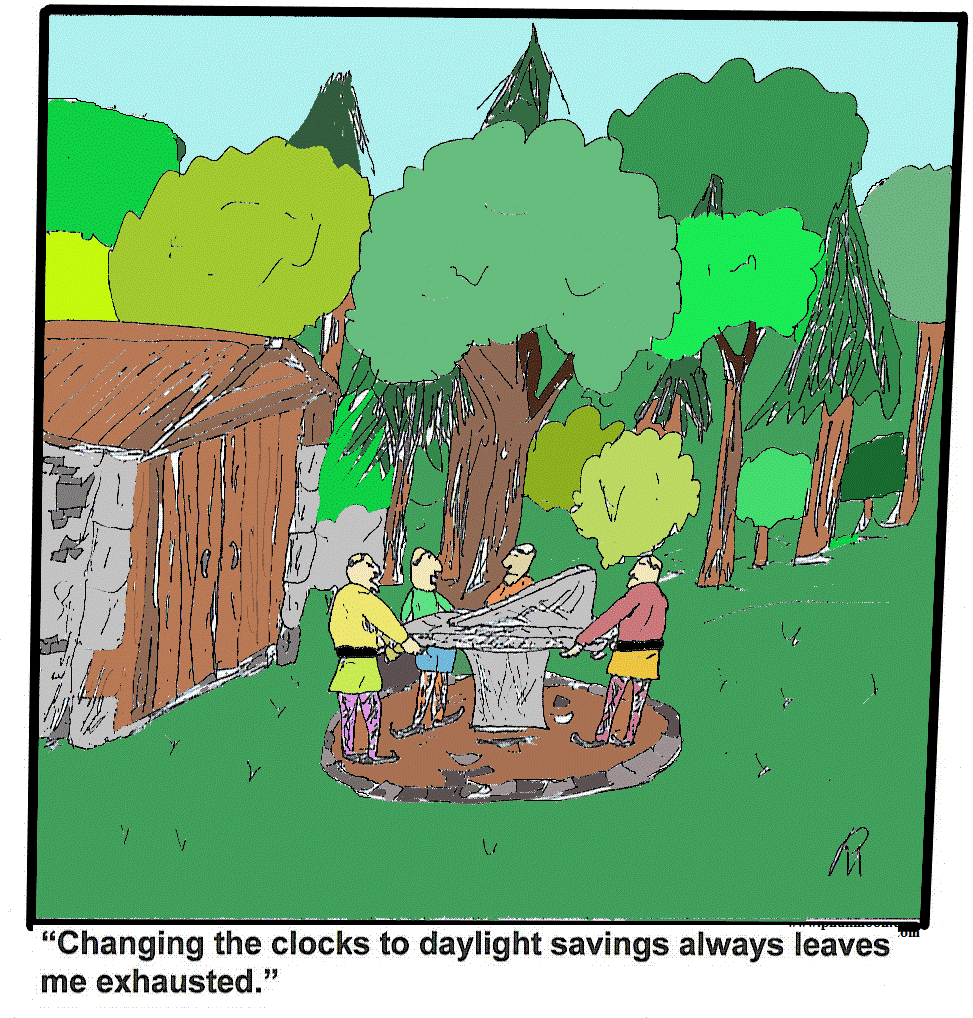 “Changing the clocks to daylight savings always leaves
me exhausted.”